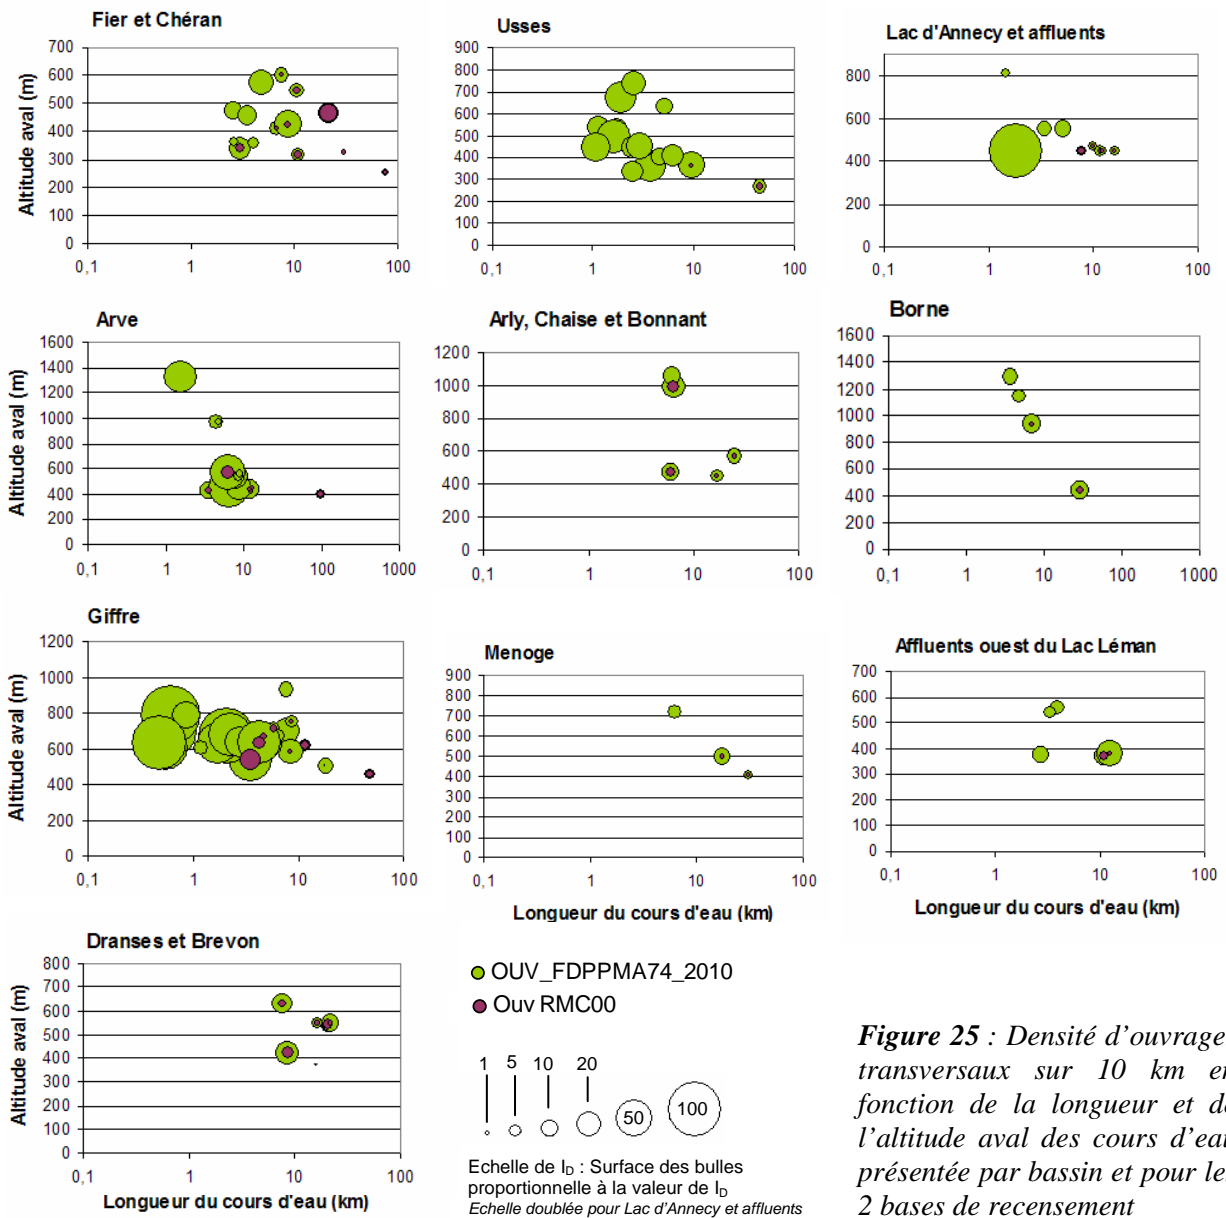 Fier et Chéran
Altitude aval (m)
700
600
500
400
300
200
100
0
0,1 1 10 100
Usses
900
800
700
600
500
400
300
200
100
0
0,1 1 10 100
Lac d'Annecy et affluents
800
600
400
200
0
0,1 1 10 100
Arve
Altitude aval (m)
1600
1400
1200
1000
800
600
400
200
0
0,1 1 10 100 1000
Arly, Chaise et Bonnant
1200
1000
800
600
400
200
0
0,1 1 10 100
Borne
1600
1400
1200
1000
800
600
400
200
0
0,1 1 10 100 1000
Giffre
Altitude aval (m)
1200
1000
800
600
400
200
0
0,1 1 10 100
Menoge
900
800
700
600
500
400
300
200
100
0
0,1 1 10 100
Longueur du cours d'eau (km)
Affluents ouest du Lac Léman
700
600
500
400
300
200
100
0
0,1 1 10 100
Longueur du cours d'eau (km)
Dranses et Brevon
Altitude aval (m)
800
700
600
500
400
300
200
100
0
0,1 1 10 100
Longueur du cours d'eau (km)
OUV_FDPPMA74_2010
Ouv RMC00
1 5 10 20
50 100
Echelle de ID : Surface des bulles
proportionnelle à la valeur de ID
Echelle doublée pour Lac d'Annecy et affluents
Figure 25 : Densité d'ouvrage
transversaux sur 10 km en
fonction de la longueur et de
l'altitude aval des cours d'eau
présentée par bassin et pour les
2 bases de recensement